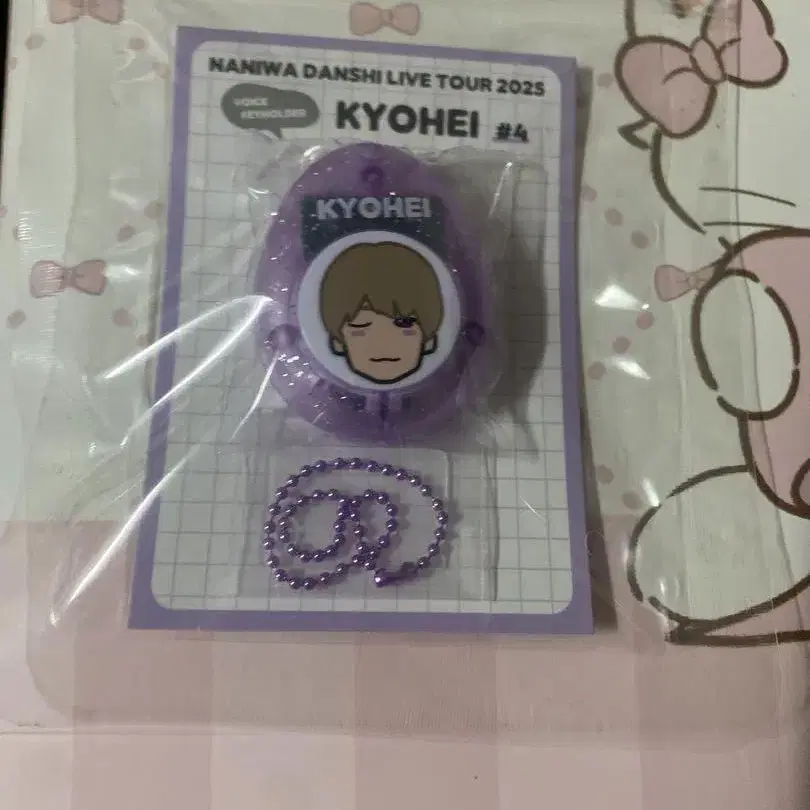 NANIWA DANSHI LIVE TOUR 2025
VOICE
KEYHOLDER
KYOHEI #4
KYOHEI